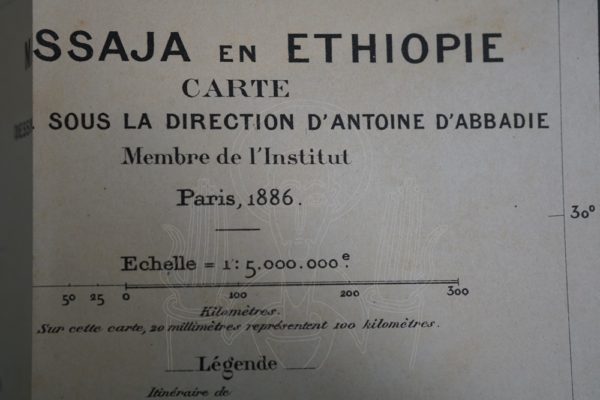 SSAJA EN ETHIOPIE
CARTE
SOUS LA DIRECTION D'ANTOINE D'ABBADIE
Membre de l'Institut
Paris, 1886.
30º
Echelle = 1:5.000.000e.
50 25 0 100 200 300
Kilomètres.
Sur cette carte, 20 millimètres représentent 100 kilomètres.
Légende
Itinéraire de